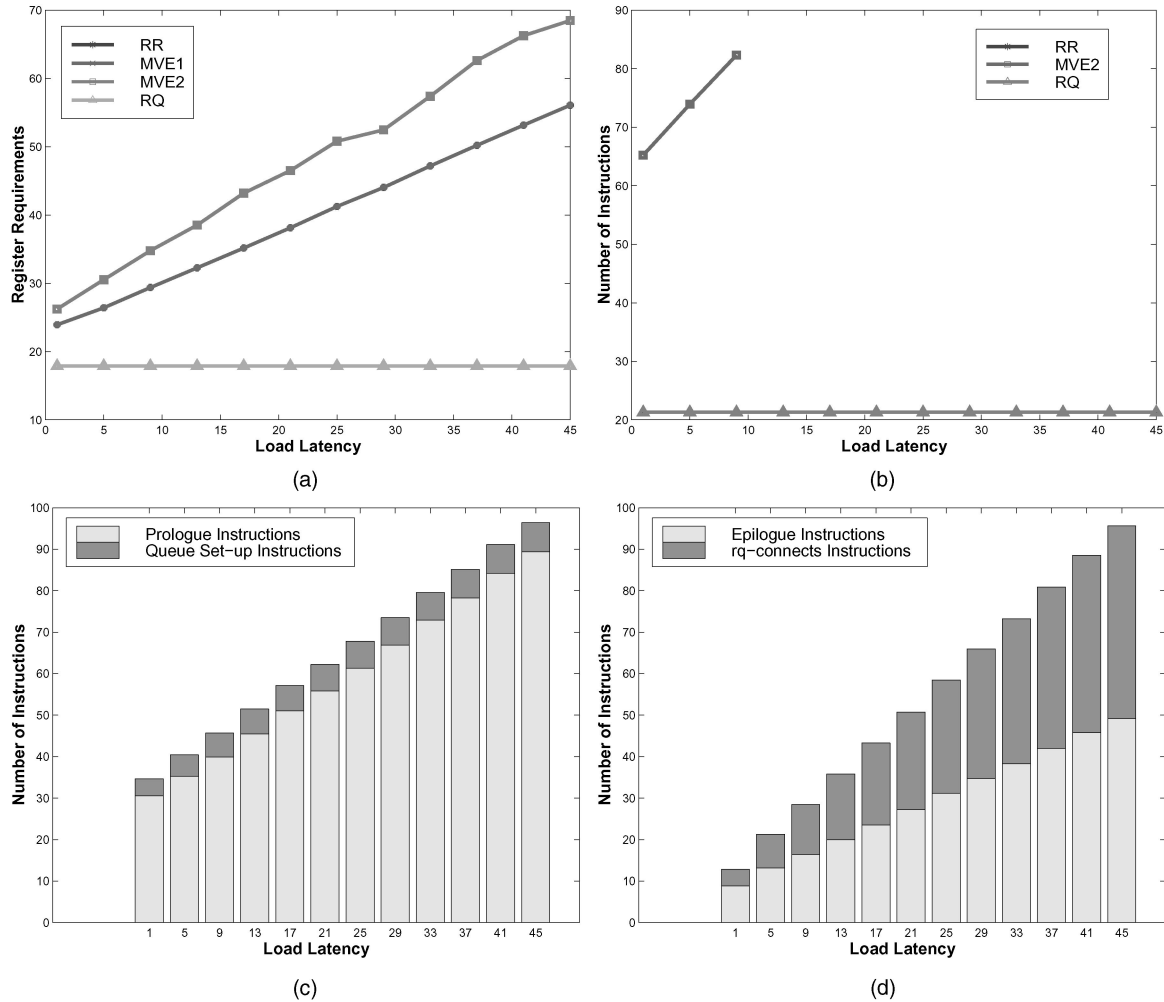 70
60
50
40
30
20
10
Register Requirements
RR
MVE1
MVE2
RQ
0 5 10 15 20 25 30 35 40 45
Load Latency
(a)
90
80
70
60
50
40
30
20
Number of Instructions
RR
MVE2
RQ
0 5 10 15 20 25 30 35 40 45
Load Latency
(b)
100
90
80
70
60
50
40
30
20
10
0
Number of Instructions
Prologue Instructions
Queue Set-up Instructions
1 5 9 13 17 21 25 29 33 37 41 45
Load Latency
(c)
100
90
80
70
60
50
40
30
20
10
0
Number of Instructions
Epilogue Instructions
rq-connects Instructions
1 5 9 13 17 21 25 29 33 37 41 45
Load Latency
(d)